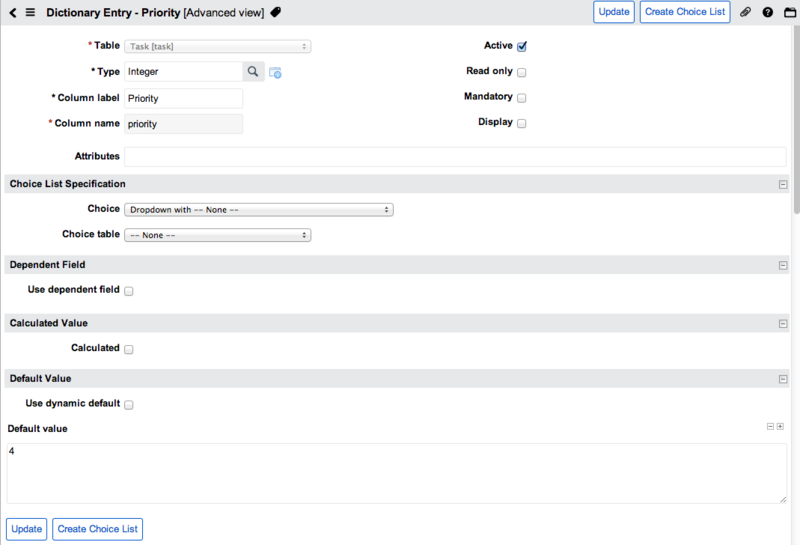 Dictionary Entry - Priority [Advanced view] Update Create Choice List
* Table Task [task] Active
* Type Integer Read only
* Column label Priority Mandatory
* Column name priority Display
Attributes
Choice List Specification
Choice Dropdown with -- None --
Choice table -- None --
Dependent Field
Use dependent field
Calculated Value
Calculated
Default Value
Use dynamic default
Default value
4
Update Create Choice List